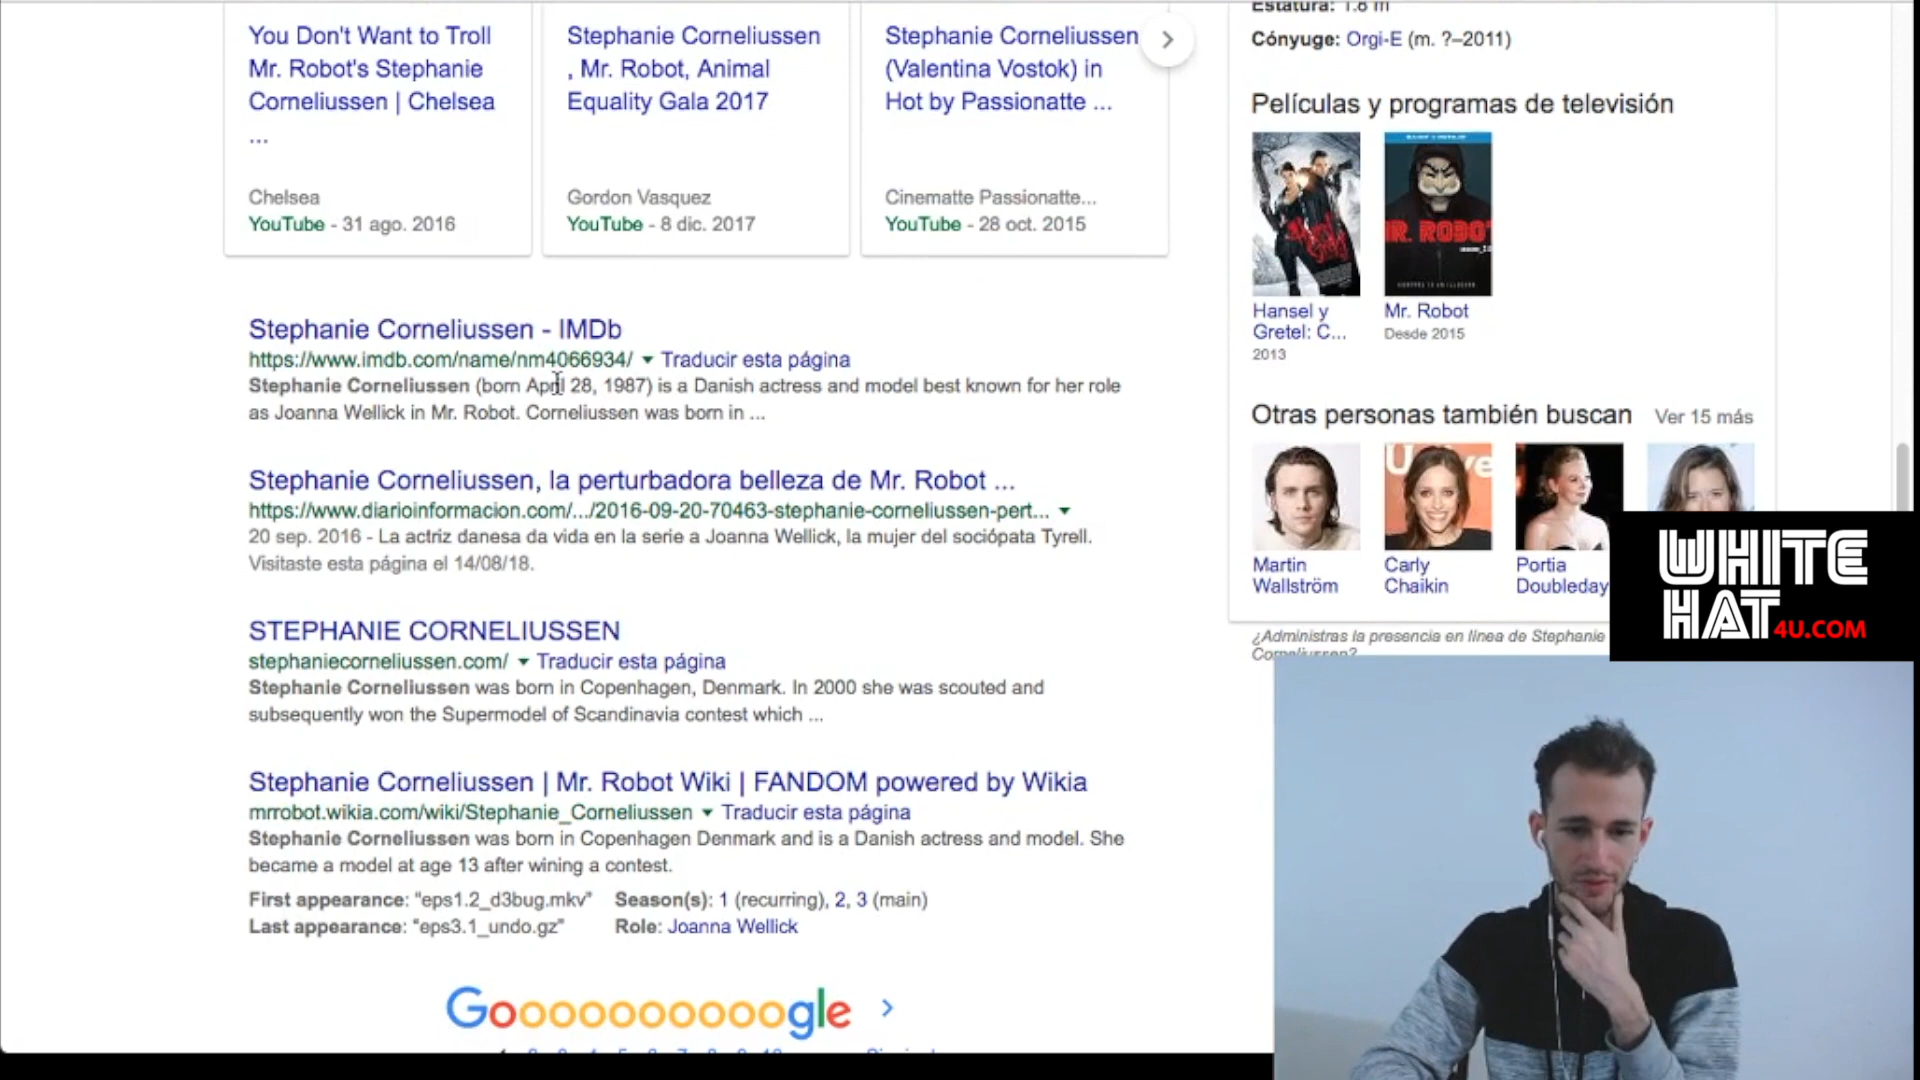 You Don't Want to Troll
Mr. Robot's Stephanie
Corneliussen | Chelsea
...
Chelsea
YouTube - 31 ago. 2016
Stephanie Corneliussen
, Mr. Robot, Animal
Equality Gala 2017
Gordon Vasquez
YouTube - 8 dic. 2017
Stephanie Corneliussen
(Valentina Vostok) in
Hot by Passionatte ...
Cinematte Passionatte...
YouTube - 28 oct. 2015
Stephanie Corneliussen - IMDb
https://www.imdb.com/name/nm4066934/ Traducir esta página
Stephanie Corneliussen (born April 28, 1987) is a Danish actress and model best known for her role
as Joanna Wellick in Mr. Robot. Corneliussen was born in ...
Stephanie Corneliussen, la perturbadora belleza de Mr. Robot ...
https://www.diarioinformacion.com/.../2016-09-20-70463-stephanie-corneliussen-pert...
20 sep. 2016 - La actriz danesa da vida en la serie a Joanna Wellick, la mujer del sociópata Tyrell.
Visitaste esta página el 14/08/18.
STEPHANIE CORNELIUSSEN
stephaniecorneliussen.com/ Traducir esta página
Stephanie Corneliussen was born in Copenhagen, Denmark. In 2000 she was scouted and
subsequently won the Supermodel of Scandinavia contest which ...
Stephanie Corneliussen | Mr. Robot Wiki | FANDOM powered by Wikia
mrrobot.wikia.com/wiki/Stephanie_Corneliussen Traducir esta página
Stephanie Corneliussen was born in Copenhagen Denmark and is a Danish actress and model. She
became a model at age 13 after wining a contest.
First appearance: "eps1.2_d3bug.mkv" Season(s): 1 (recurring), 2, 3 (main)
Last appearance: "eps3.1_undo.gz" Role: Joanna Wellick
Goooooooooogle
Estatura: 1.8 m
Cónyuge: Orgi-E (m. ?–2011)
Películas y programas de televisión
MR. ROBOT
Hansel y
Gretel: C...
2013
Mr. Robot
Desde 2015
Otras personas también buscan Ver 15 más
Martin
Wallström
Carly
Chaikin
Portia
Doubleday
¿Administras la presencia en línea de Stephanie
Corneliussen?
WHITE
HAT4U.COM